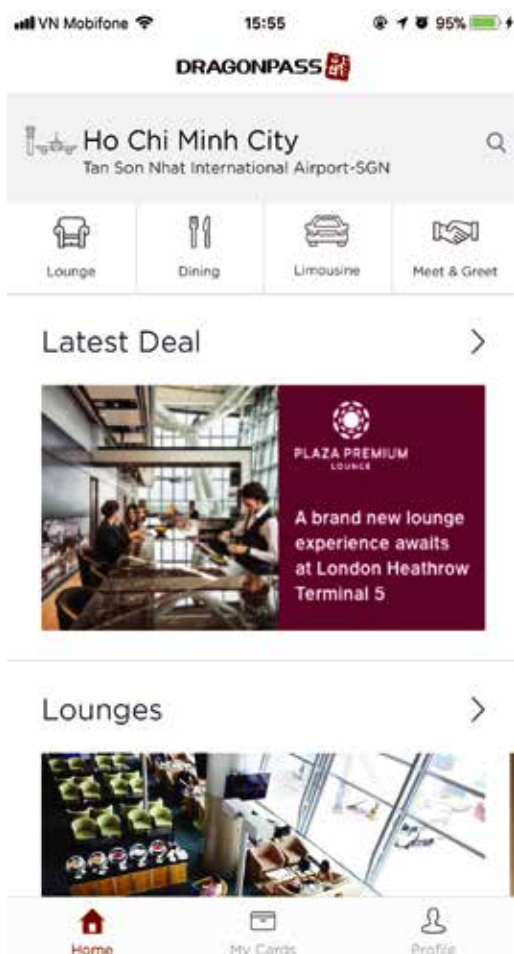 VN Mobifone 15:55 95%
DRAGONPASS
Ho Chi Minh City
Tan Son Nhat International Airport-SGN
Lounge Dining Limousine Meet & Greet
Latest Deal
PLAZA PREMIUM
LOUNGE
A brand new lounge
experience awaits
at London Heathrow
Terminal 5
Lounges
Home My Cards Profile